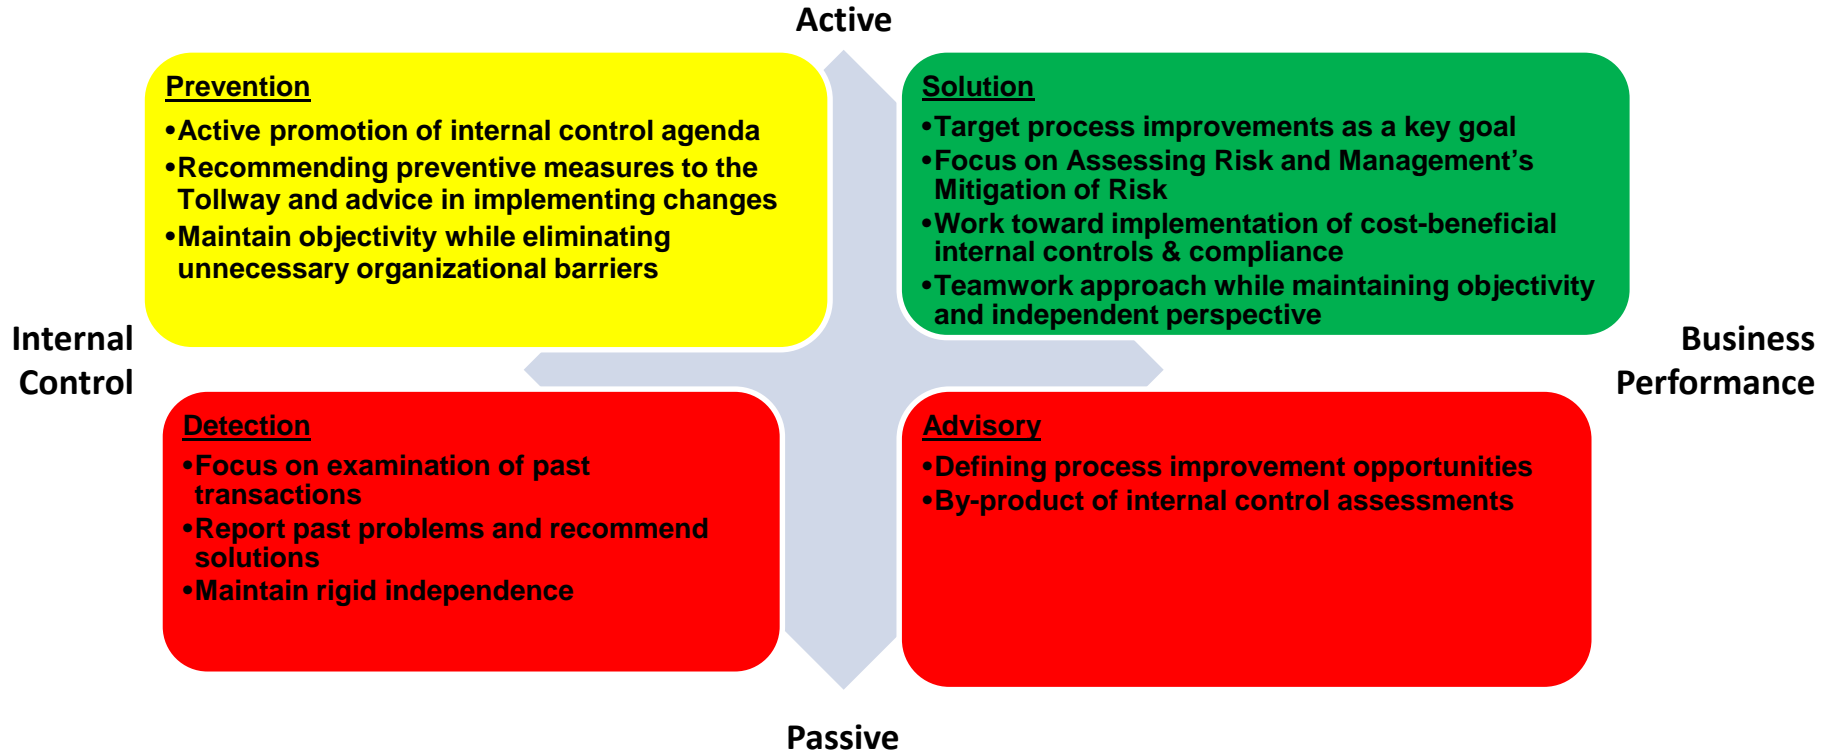 Active
Prevention
•Active promotion of internal control agenda
•Recommending preventive measures to the
Tollway and advice in implementing changes
•Maintain objectivity while eliminating
unnecessary organizational barriers
Solution
•Target process improvements as a key goal
•Focus on Assessing Risk and Management’s
Mitigation of Risk
•Work toward implementation of cost-beneficial
internal controls & compliance
•Teamwork approach while maintaining objectivity
and independent perspective
Internal
Control
Business
Performance
Detection
•Focus on examination of past
transactions
•Report past problems and recommend
solutions
•Maintain rigid independence
Advisory
•Defining process improvement opportunities
•By-product of internal control assessments
Passive